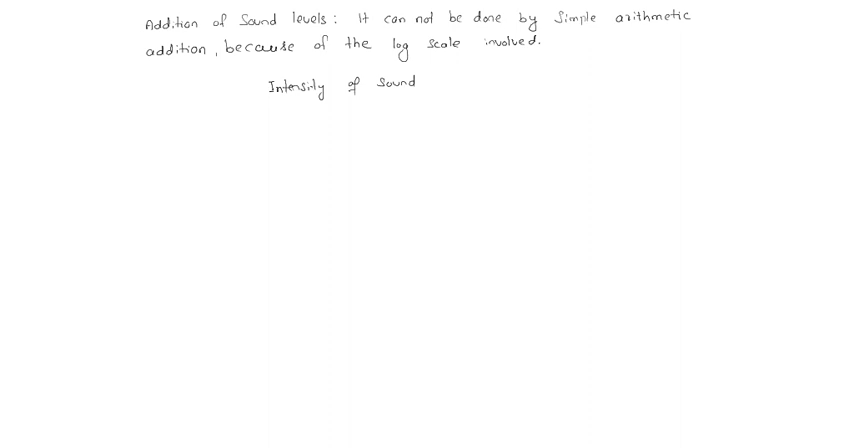 Addition of Sound levels: It can not be done by Simple arithmetic
addition, because of the log scale involved.
Intensity of Sound